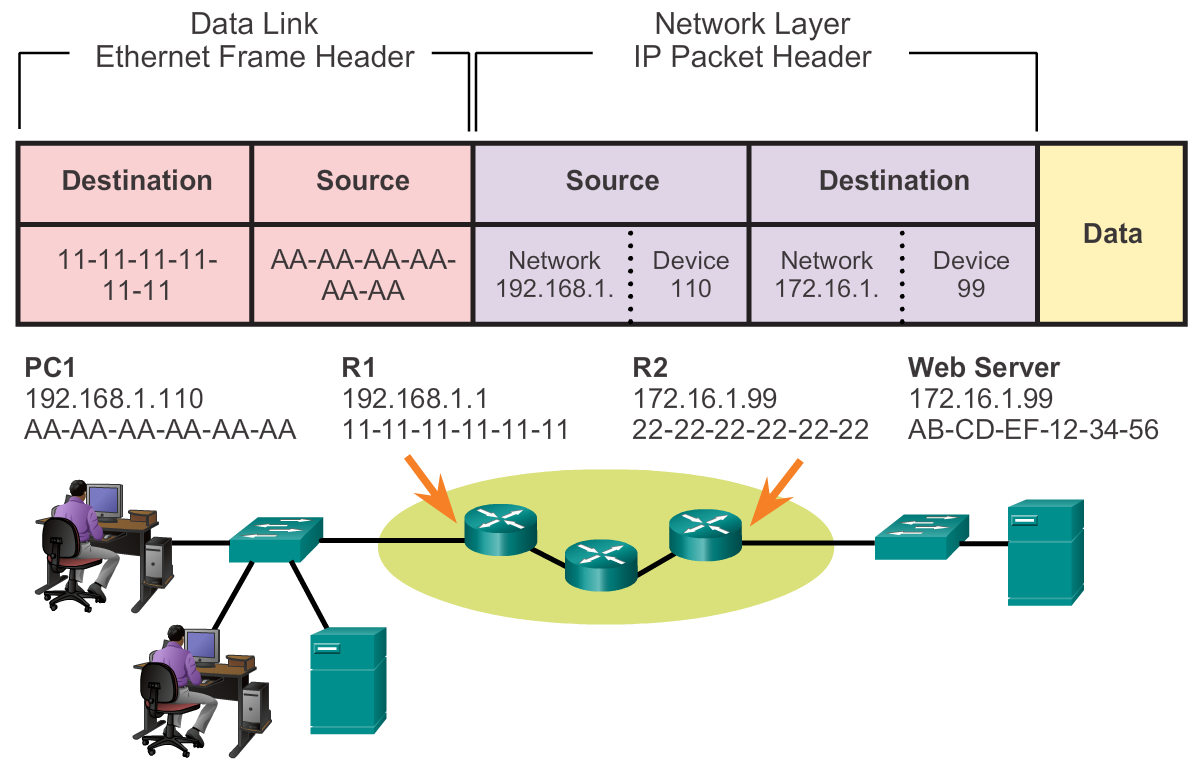 Data Link
Ethernet Frame Header
Network Layer
IP Packet Header
Destination
Source
Source
Destination
Data
11-11-11-11-
11-11
AA-AA-AA-AA-
AA-AA
Network
192.168.1.
Device
110
Network
172.16.1.
Device
99
PC1
192.168.1.110
AA-AA-AA-AA-AA-AA
R1
192.168.1.1
11-11-11-11-11-11
R2
172.16.1.99
22-22-22-22-22-22
Web Server
172.16.1.99
AB-CD-EF-12-34-56